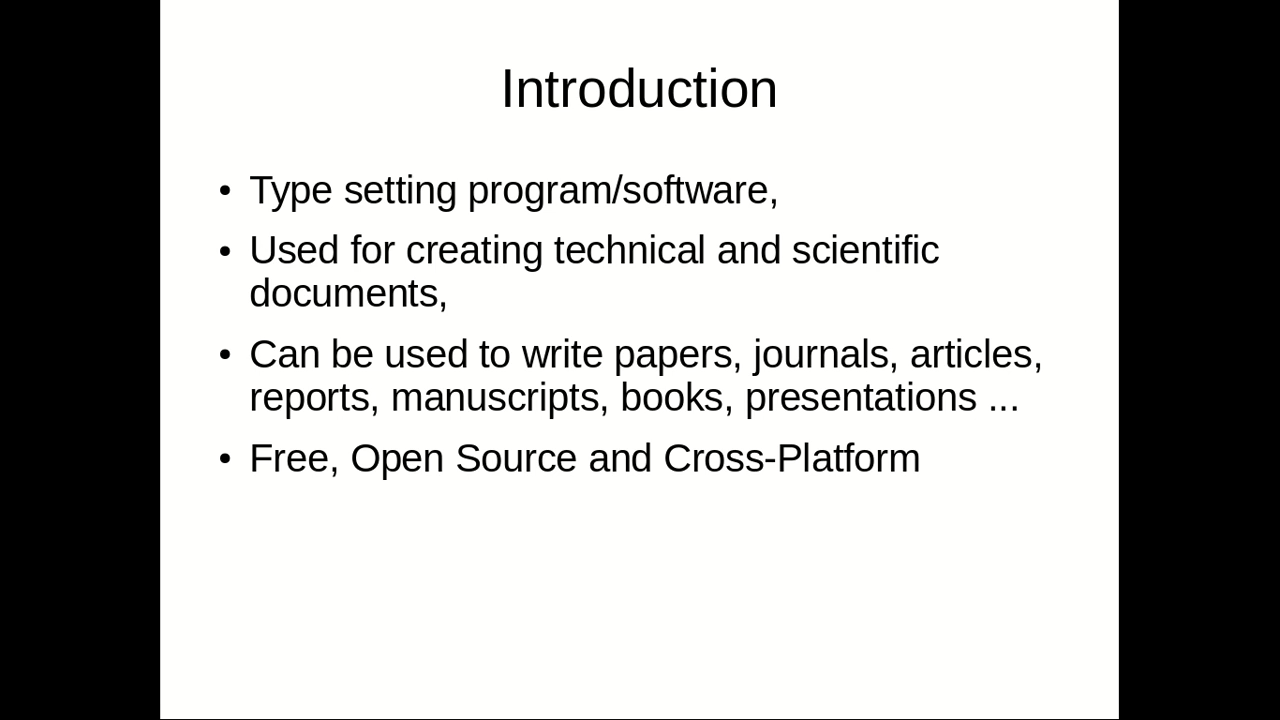 Introduction
• Type setting program/software,
• Used for creating technical and scientific
documents,
• Can be used to write papers, journals, articles,
reports, manuscripts, books, presentations ...
• Free, Open Source and Cross-Platform